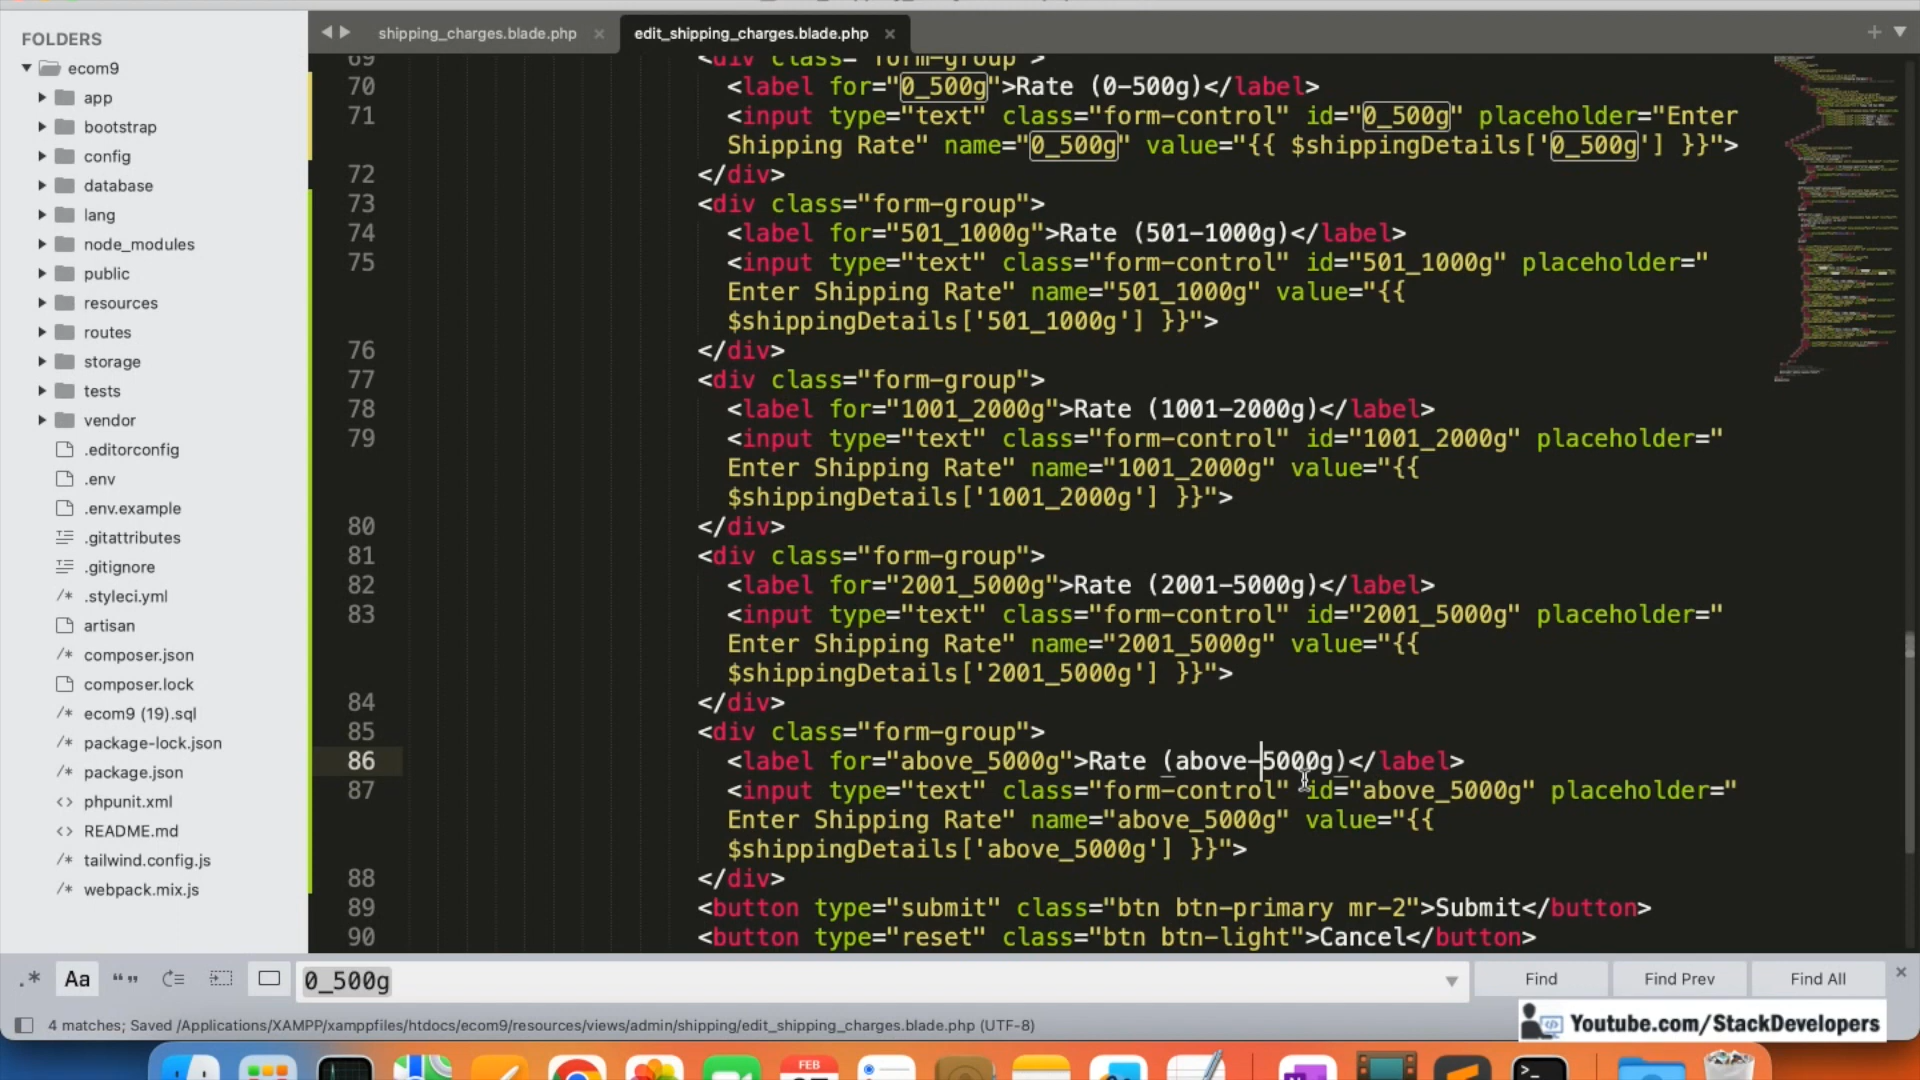 FOLDERS
ecom9
app
bootstrap
config
database
lang
node_modules
public
resources
routes
storage
tests
vendor
.editorconfig
.env
.env.example
.gitattributes
.gitignore
.styleci.yml
artisan
composer.json
composer.lock
ecom9 (19).sql
package-lock.json
package.json
phpunit.xml
README.md
tailwind.config.js
webpack.mix.js
shipping_charges.blade.php
edit_shipping_charges.blade.php
69 <div class="form-group">
70 <label for="0_500g">Rate (0-500g)</label>
71 <input type="text" class="form-control" id="0_500g" placeholder="Enter
Shipping Rate" name="0_500g" value="{{ $shippingDetails['0_500g'] }}">
72 </div>
73 <div class="form-group">
74 <label for="501_1000g">Rate (501-1000g)</label>
75 <input type="text" class="form-control" id="501_1000g" placeholder="
Enter Shipping Rate" name="501_1000g" value="{{
$shippingDetails['501_1000g'] }}">
76 </div>
77 <div class="form-group">
78 <label for="1001_2000g">Rate (1001-2000g)</label>
79 <input type="text" class="form-control" id="1001_2000g" placeholder="
Enter Shipping Rate" name="1001_2000g" value="{{
$shippingDetails['1001_2000g'] }}">
80 </div>
81 <div class="form-group">
82 <label for="2001_5000g">Rate (2001-5000g)</label>
83 <input type="text" class="form-control" id="2001_5000g" placeholder="
Enter Shipping Rate" name="2001_5000g" value="{{
$shippingDetails['2001_5000g'] }}">
84 </div>
85 <div class="form-group">
86 <label for="above_5000g">Rate (above-5000g)</label>
87 <input type="text" class="form-control" id="above_5000g" placeholder="
Enter Shipping Rate" name="above_5000g" value="{{
$shippingDetails['above_5000g'] }}">
88 </div>
89 <button type="submit" class="btn btn-primary mr-2">Submit</button>
90 <button type="reset" class="btn btn-light">Cancel</button>
.* Aa 0_500g Find Find Prev Find All
4 matches; Saved /Applications/XAMPP/xamppfiles/htdocs/ecom9/resources/views/admin/shipping/edit_shipping_charges.blade.php (UTF-8)
Youtube.com/StackDevelopers
FEB